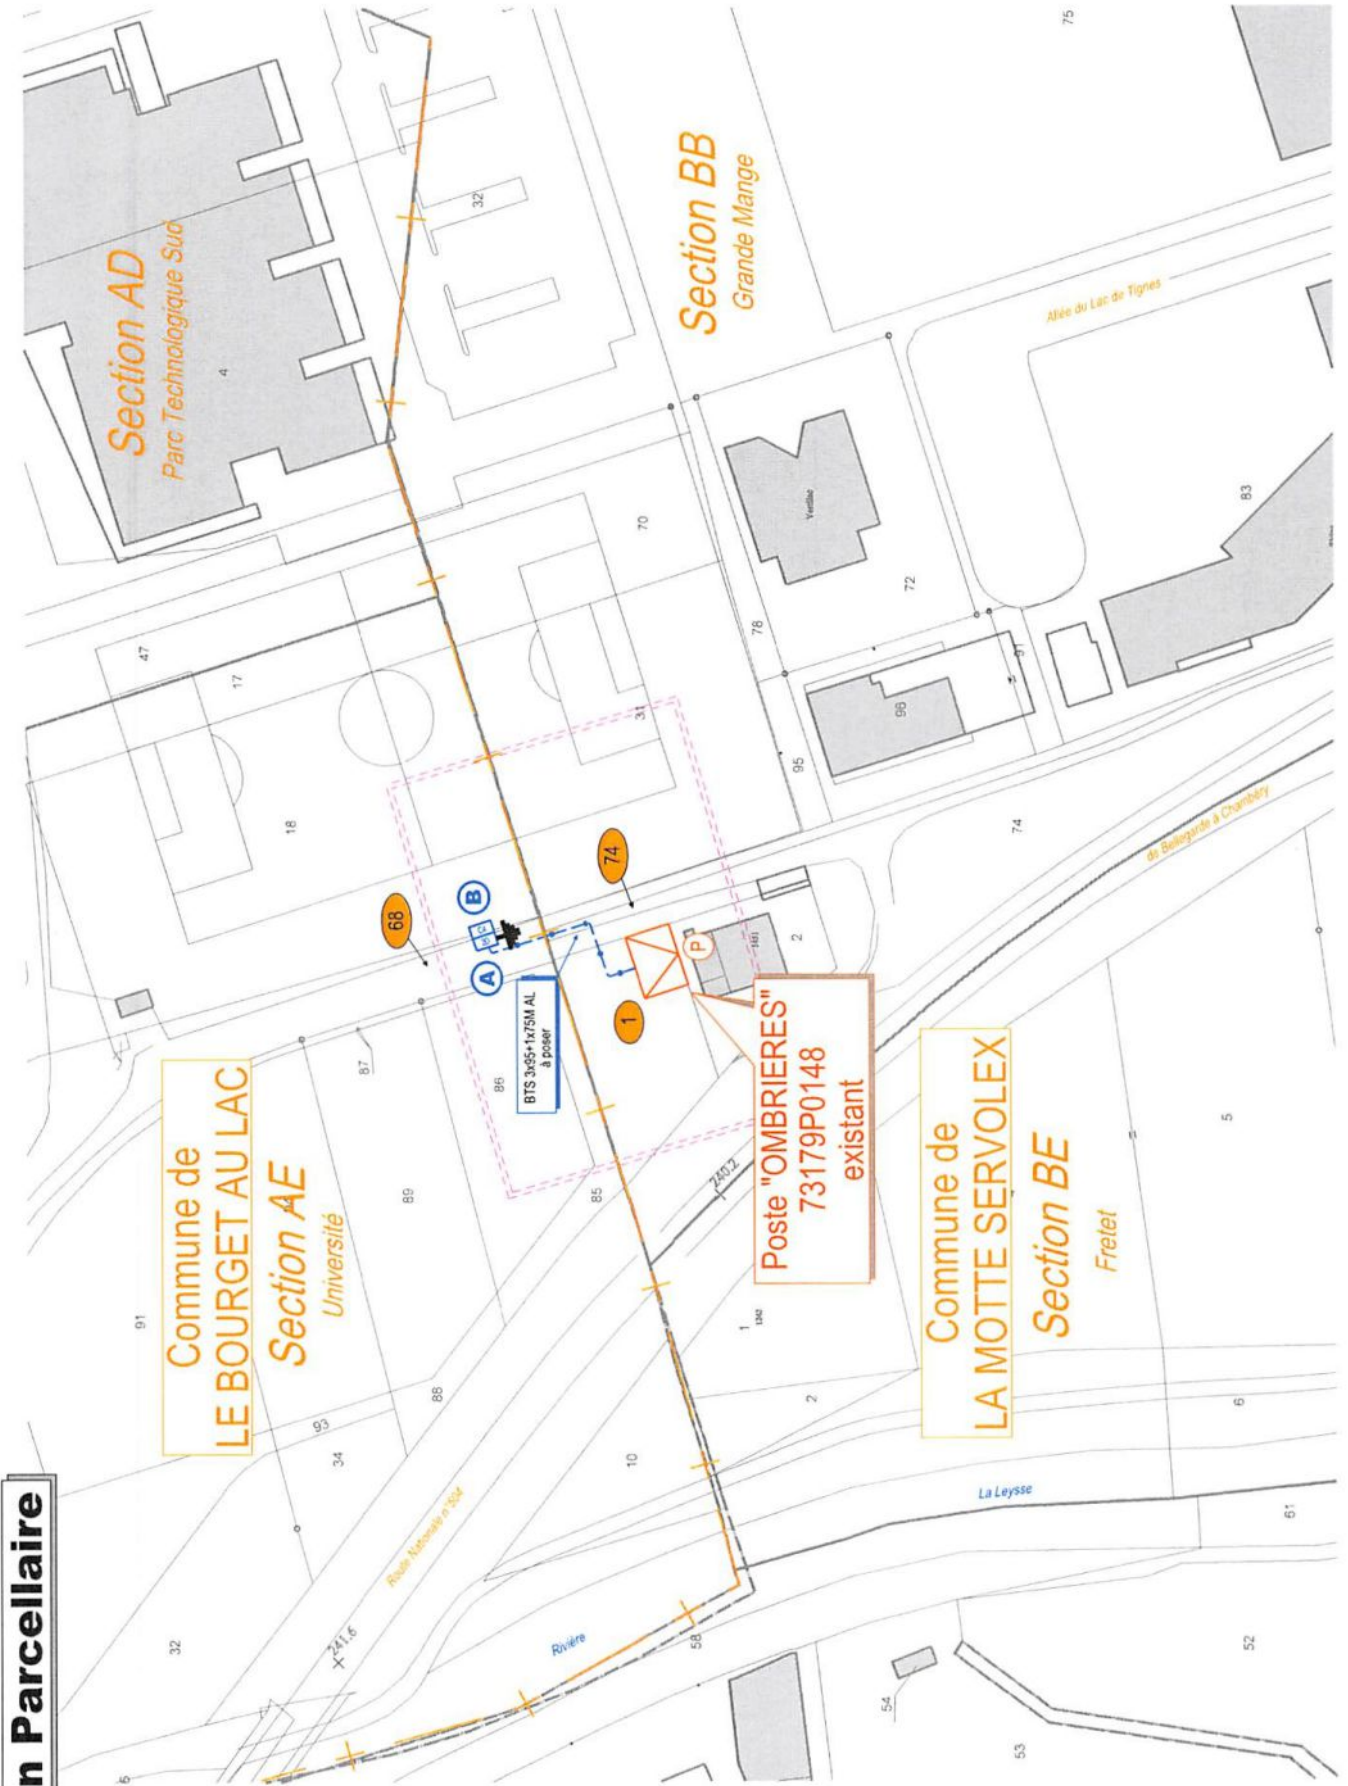 n Parcellaire
Commune de
LE BOURGET AU LAC
Section AE
Université
Section AD
Parc Technologique Sud
Section BB
Grande Mange
Commune de
LA MOTTE SERVOLEX
Section BE
Fretet
Poste "OMBRIERES"
73179P0148
existant
BTS 3x95+1x75M AL
à poser
A
B
P
68
74
1
Route Nationale n°504
Rivière
La Leysse
de Bellegarde à Chambéry
Allée du Lac de Tignes
241.6
240.2
32
91
93
34
88
89
87
86
85
10
18
17
47
4
32
75
70
31
78
95
72
83
96
91
74
2
1
1242
2
5
6
61
58
54
53
52